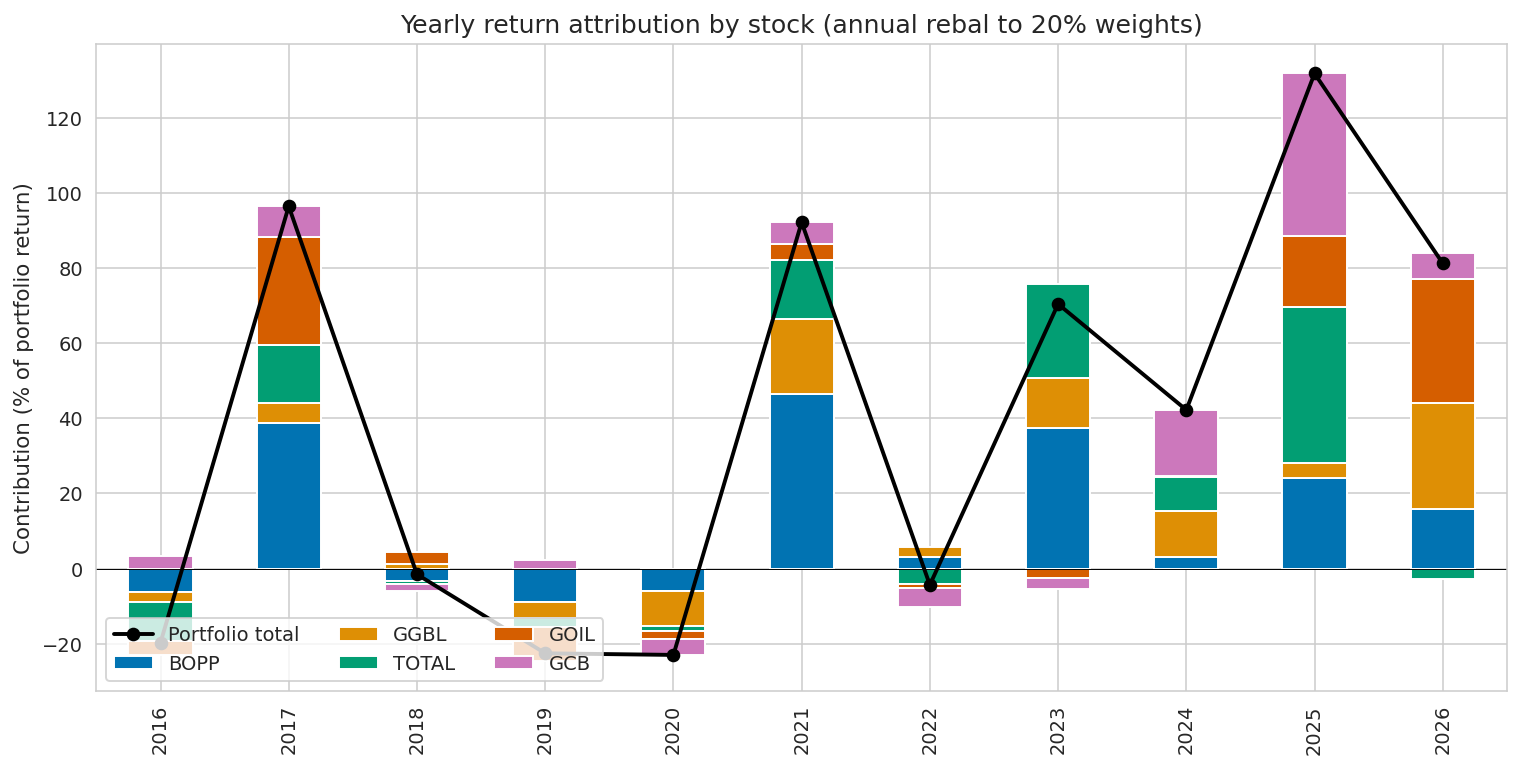 Yearly return attribution by stock (annual rebal to 20% weights)
Contribution (% of portfolio return)
120
100
80
60
40
20
0
−20
Portfolio total
BOPP
GGBL
TOTAL
GOIL
GCB
2016
2017
2018
2019
2020
2021
2022
2023
2024
2025
2026